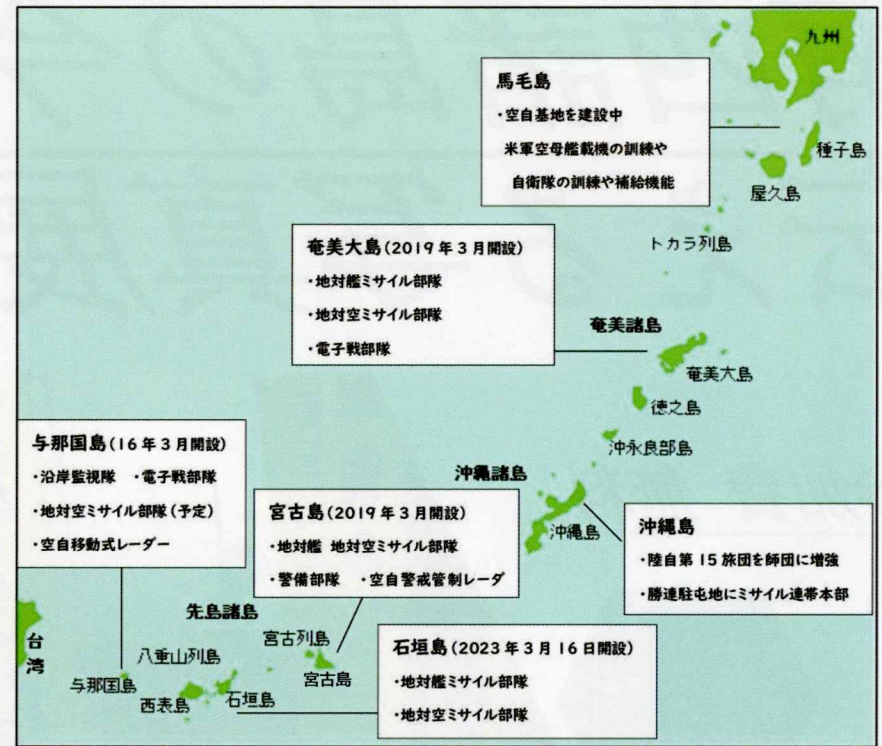 九州
馬毛島
・空自基地を建設中
米軍空母艦載機の訓練や
自衛隊の訓練や補給機能
種子島
屋久島
トカラ列島
奄美大島(2019年3月開設)
・地対艦ミサイル部隊
・地対空ミサイル部隊
・電子戦部隊
奄美諸島
奄美大島
徳之島
沖永良部島
与那国島(16年3月開設)
・沿岸監視隊 ・電子戦部隊
・地対空ミサイル部隊(予定)
・空自移動式レーダー
沖縄諸島
沖縄島
宮古島(2019年3月開設)
・地対艦 地対空ミサイル部隊
・警備部隊 ・空自警戒管制レーダ
沖縄島
・陸自第15旅団を師団に増強
・勝連駐屯地にミサイル連帯本部
先島諸島
台湾
八重山列島
宮古列島
宮古島
与那国島
西表島
石垣島
石垣島(2023年3月16日開設)
・地対艦ミサイル部隊
・地対空ミサイル部隊